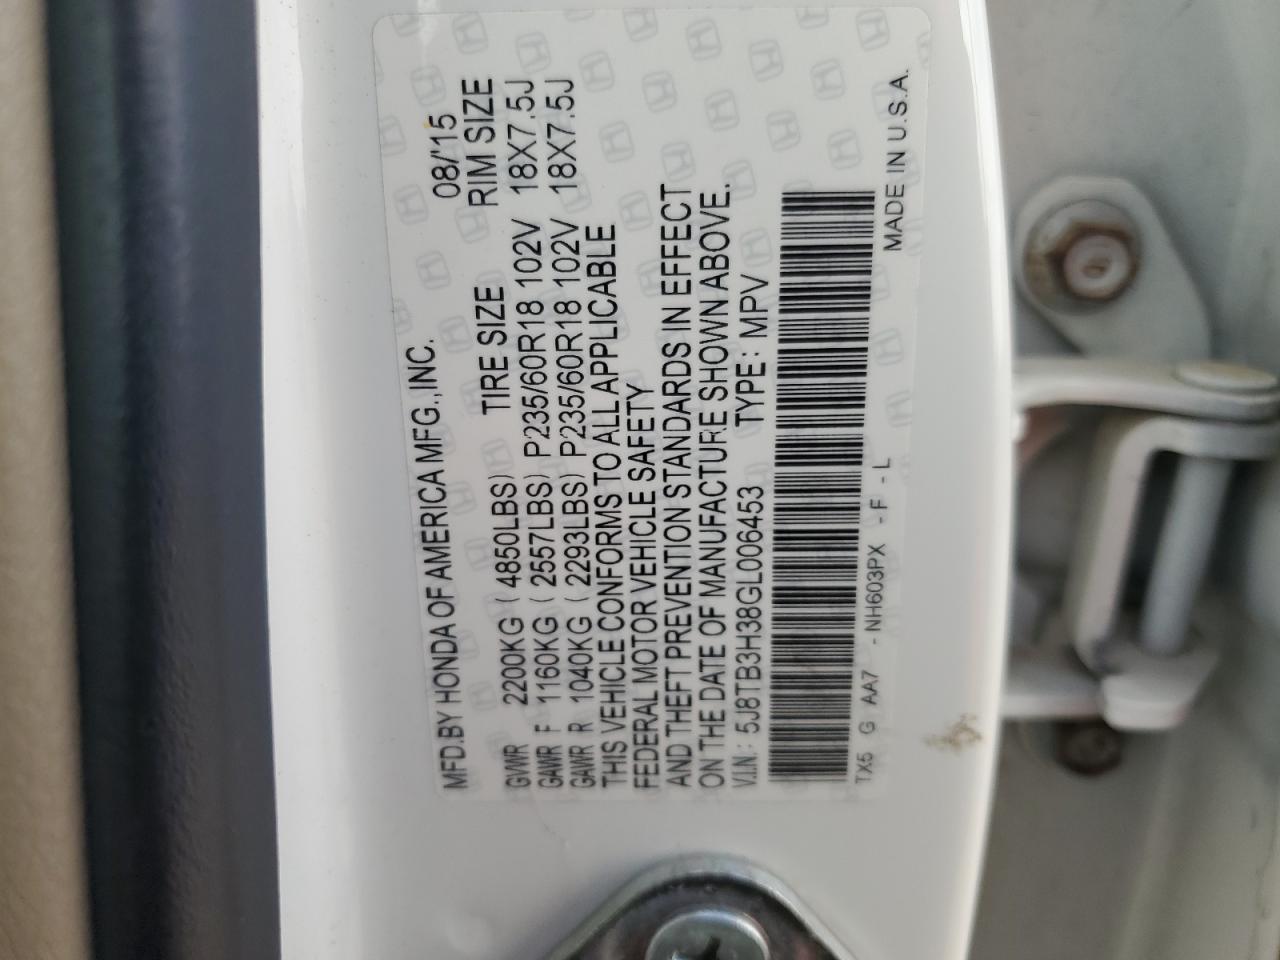 MFD.BY HONDA OF AMERICA MFG.,INC. 08/'15
TIRE SIZE RIM SIZE
GVWR 2200KG ( 4850LBS)
GAWR F 1160KG ( 2557LBS) P235/60R18 102V 18X7.5J
GAWR R 1040KG ( 2293LBS) P235/60R18 102V 18X7.5J
THIS VEHICLE CONFORMS TO ALL APPLICABLE
FEDERAL MOTOR VEHICLE SAFETY
AND THEFT PREVENTION STANDARDS IN EFFECT
ON THE DATE OF MANUFACTURE SHOWN ABOVE.
V.I.N.: 5J8TB3H38GL006453 TYPE: MPV
TX5 G AA7 - NH603PX - F - L
MADE IN U.S.A.